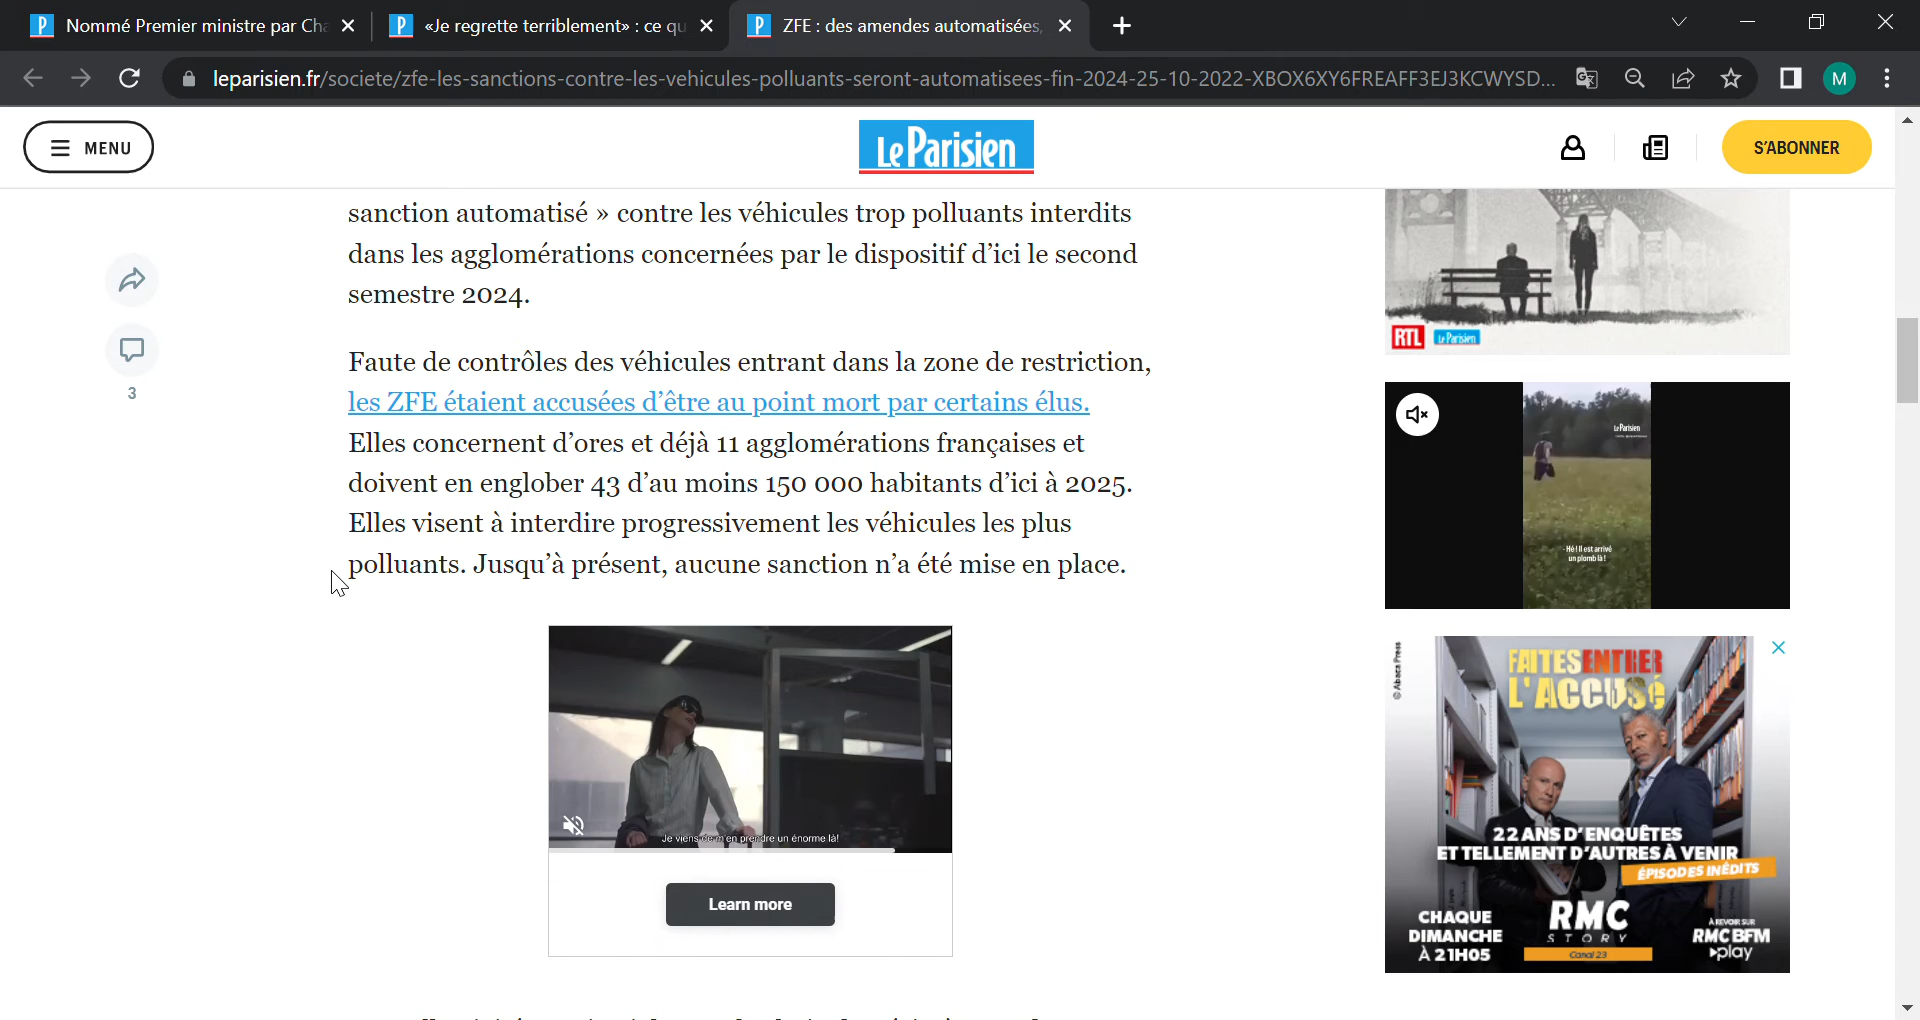 Nommé Premier ministre par Cha
«Je regrette terriblement» : ce qu
ZFE : des amendes automatisées,
leparisien.fr/societe/zfe-les-sanctions-contre-les-vehicules-polluants-seront-automatisees-fin-2024-25-10-2022-XBOX6XY6FREAFF3EJ3KCWYSD...
M
MENU
Le Parisien
S'ABONNER
sanction automatisé » contre les véhicules trop polluants interdits
dans les agglomérations concernées par le dispositif d'ici le second
semestre 2024.
3
Faute de contrôles des véhicules entrant dans la zone de restriction,
les ZFE étaient accusées d'être au point mort par certains élus.
Elles concernent d'ores et déjà 11 agglomérations françaises et
doivent en englober 43 d'au moins 150 000 habitants d'ici à 2025.
Elles visent à interdire progressivement les véhicules les plus
polluants. Jusqu'à présent, aucune sanction n'a été mise en place.
Je viens de m'en prendre un énorme là!
Learn more
RTL Le Parisien
Le Parisien
- Hé ! Il est arrivé
un plomb là !
© Abaca Press
FAITES ENTRER
L'ACCUSÉ
22 ANS D'ENQUÊTES
ET TELLEMENT D'AUTRES À VENIR
ÉPISODES INÉDITS
CHAQUE
DIMANCHE
À 21H05
RMC
STORY
Canal 23
À REVOIR SUR
RMC BFM
play